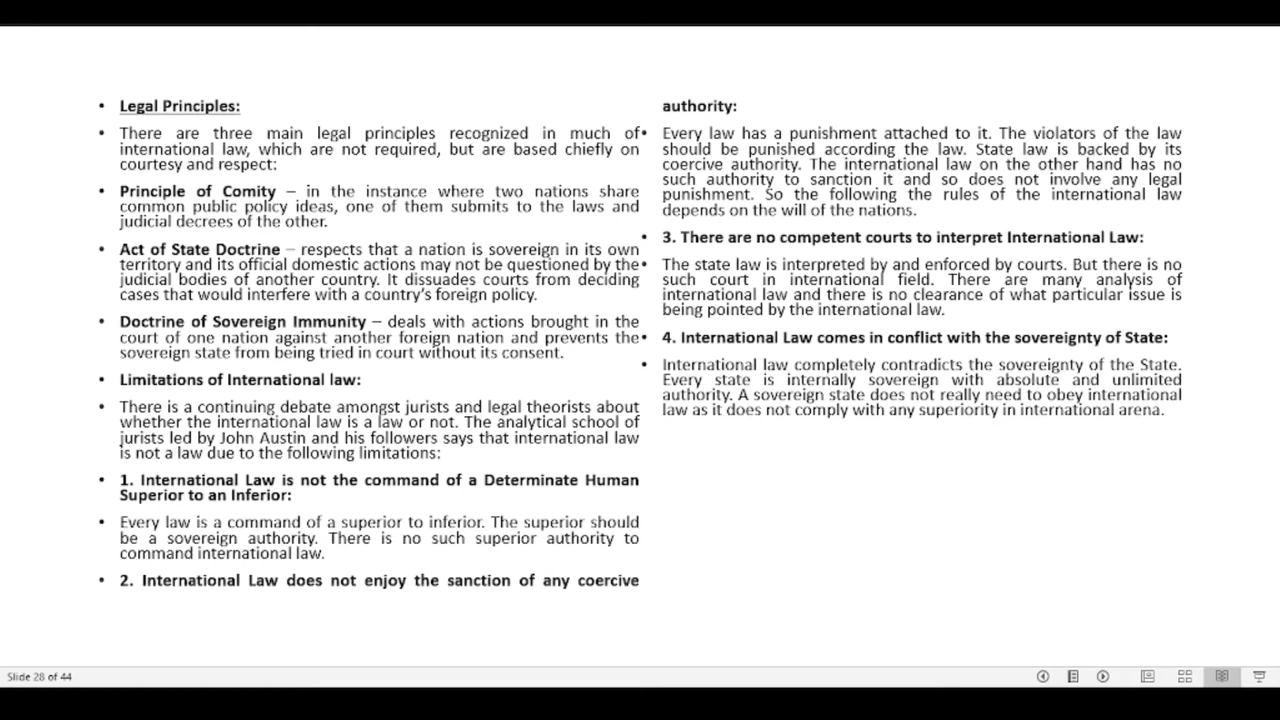 • Legal Principles:
• There are three main legal principles recognized in much of
international law, which are not required, but are based chiefly on
courtesy and respect:
• Principle of Comity – in the instance where two nations share
common public policy ideas, one of them submits to the laws and
judicial decrees of the other.
• Act of State Doctrine – respects that a nation is sovereign in its own
territory and its official domestic actions may not be questioned by the
judicial bodies of another country. It dissuades courts from deciding
cases that would interfere with a country's foreign policy.
• Doctrine of Sovereign Immunity – deals with actions brought in the
court of one nation against another foreign nation and prevents the
sovereign state from being tried in court without its consent.
• Limitations of International law:
• There is a continuing debate amongst jurists and legal theorists about
whether the international law is a law or not. The analytical school of
jurists led by John Austin and his followers says that international law
is not a law due to the following limitations:
• 1. International Law is not the command of a Determinate Human
Superior to an Inferior:
• Every law is a command of a superior to inferior. The superior should
be a sovereign authority. There is no such superior authority to
command international law.
• 2. International Law does not enjoy the sanction of any coercive
authority:
• Every law has a punishment attached to it. The violators of the law
should be punished according the law. State law is backed by its
coercive authority. The international law on the other hand has no
such authority to sanction it and so does not involve any legal
punishment. So the following the rules of the international law
depends on the will of the nations.
• 3. There are no competent courts to interpret International Law:
• The state law is interpreted by and enforced by courts. But there is no
such court in international field. There are many analysis of
international law and there is no clearance of what particular issue is
being pointed by the international law.
• 4. International Law comes in conflict with the sovereignty of State:
• International law completely contradicts the sovereignty of the State.
Every state is internally sovereign with absolute and unlimited
authority. A sovereign state does not really need to obey international
law as it does not comply with any superiority in international arena.
Slide 28 of 44